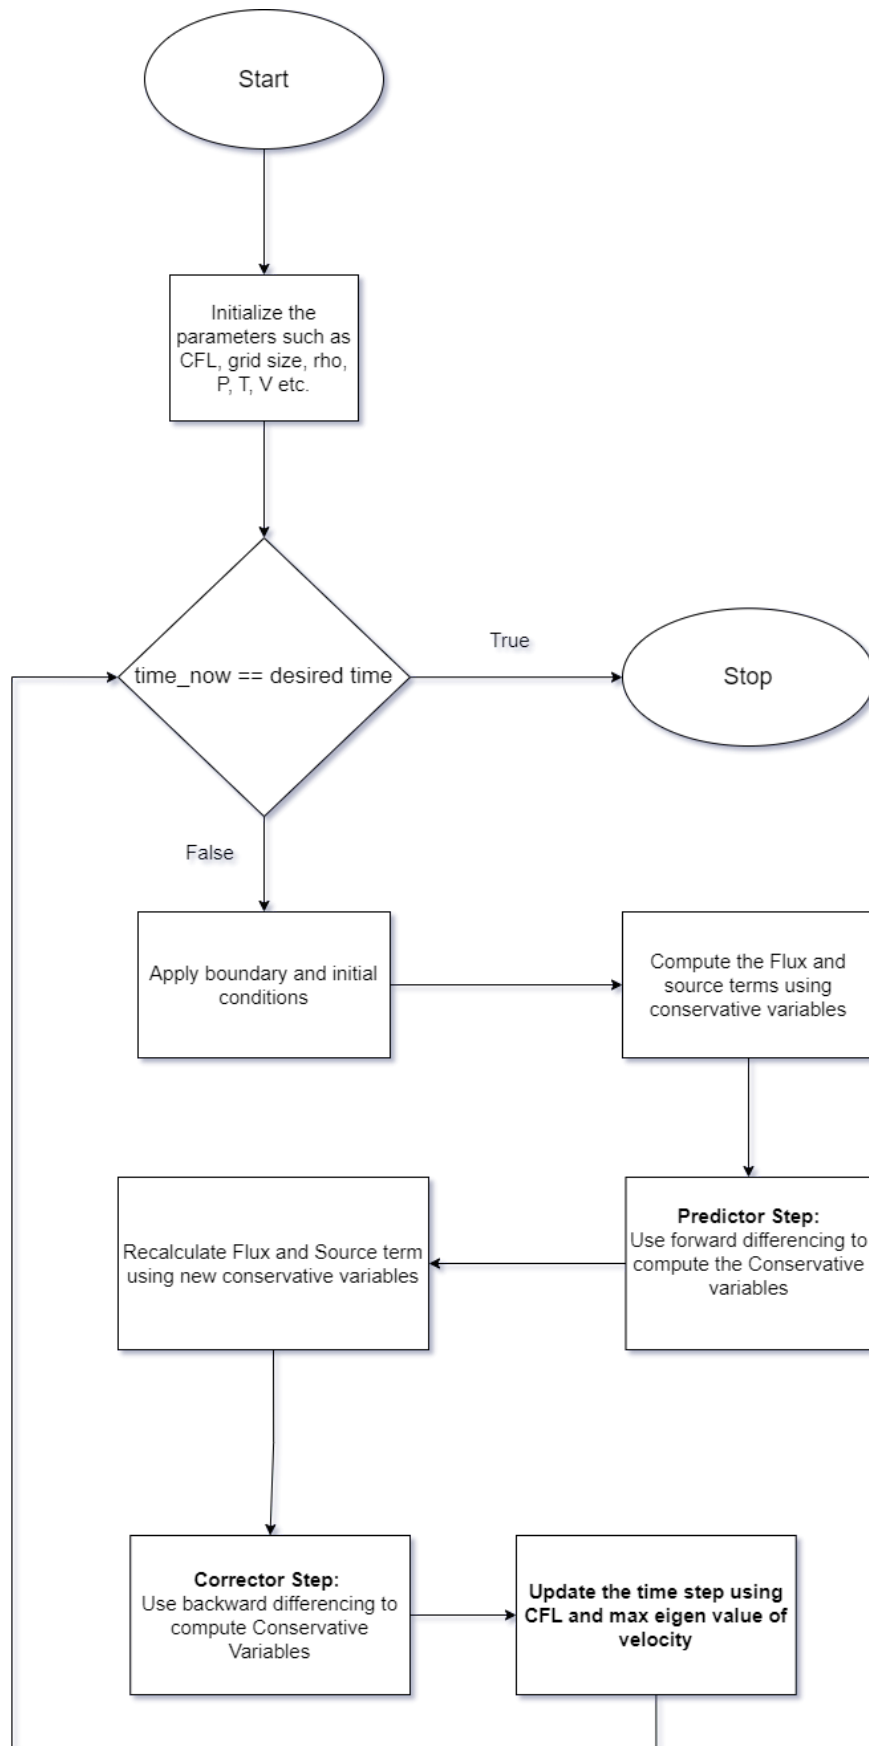 Start
Initialize the
parameters such as
CFL, grid size, rho,
P, T, V etc.
time_now == desired time
True
Stop
False
Apply boundary and initial
conditions
Compute the Flux and
source terms using
conservative variables
Predictor Step:
Use forward differencing to
compute the Conservative
variables
Recalculate Flux and Source term
using new conservative variables
Corrector Step:
Use backward differencing to
compute Conservative
Variables
Update the time step using
CFL and max eigen value of
velocity